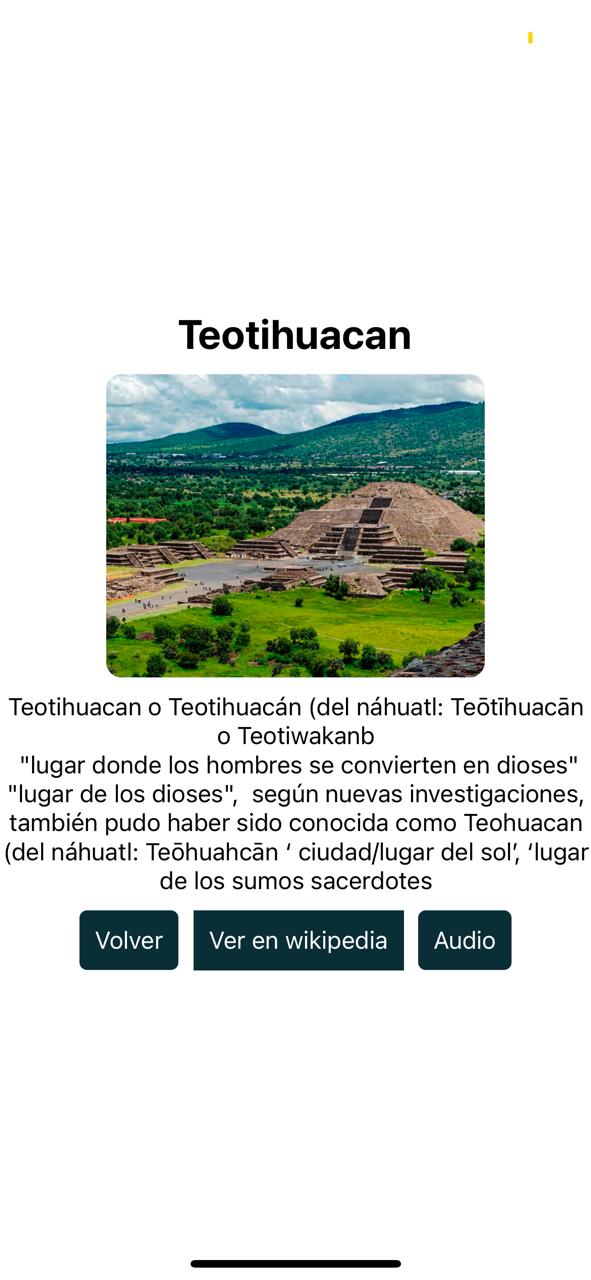 Teotihuacan
Teotihuacan o Teotihuacán (del náhuatl: Teōtīhuacān
o Teotiwakanb
"lugar donde los hombres se convierten en dioses"
"lugar de los dioses",  según nuevas investigaciones,
también pudo haber sido conocida como Teohuacan
(del náhuatl: Teōhuahcān ‘ ciudad/lugar del sol’, ‘lugar
de los sumos sacerdotes
Volver Ver en wikipedia Audio